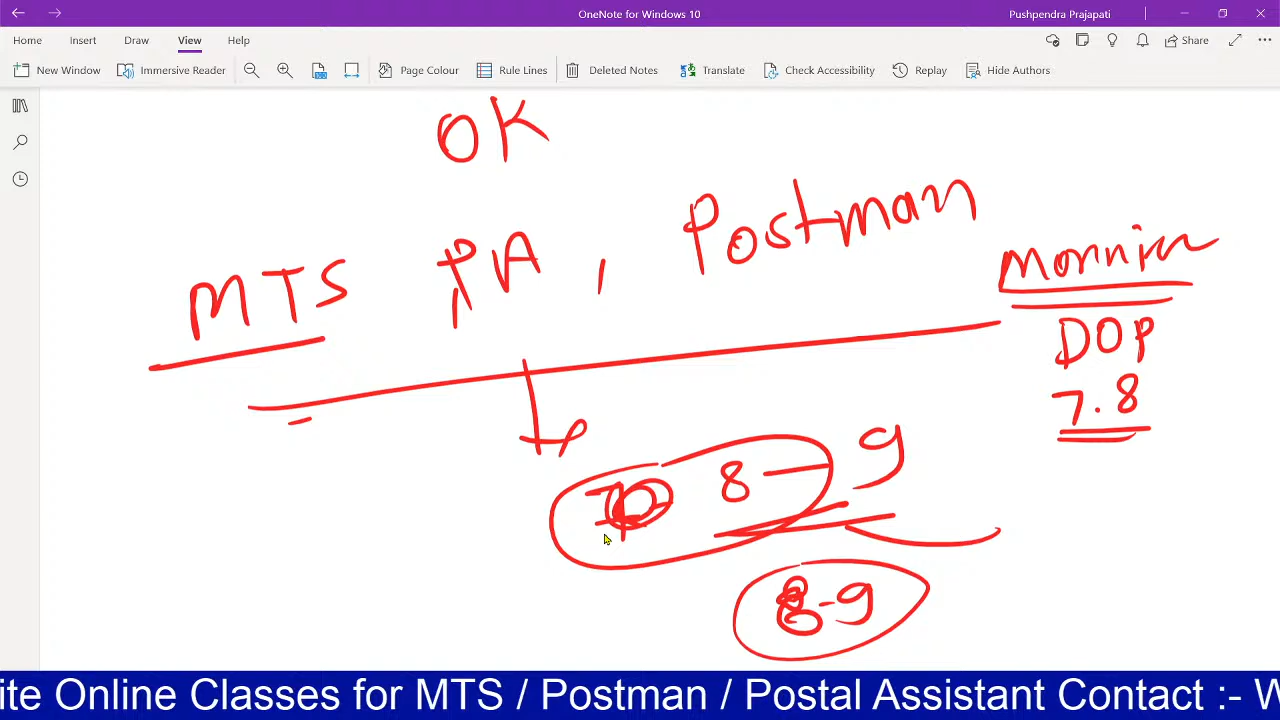 OneNote for Windows 10
Pushpendra Prajapati
Home Insert Draw View Help
Share
New Window Immersive Reader Page Colour Rule Lines Deleted Notes Translate Check Accessibility Replay Hide Authors
OK
MTS PA , Postman
DOP
7.8
8 — 9
8-9
ite Online Classes for MTS / Postman / Postal Assistant Contact :- W